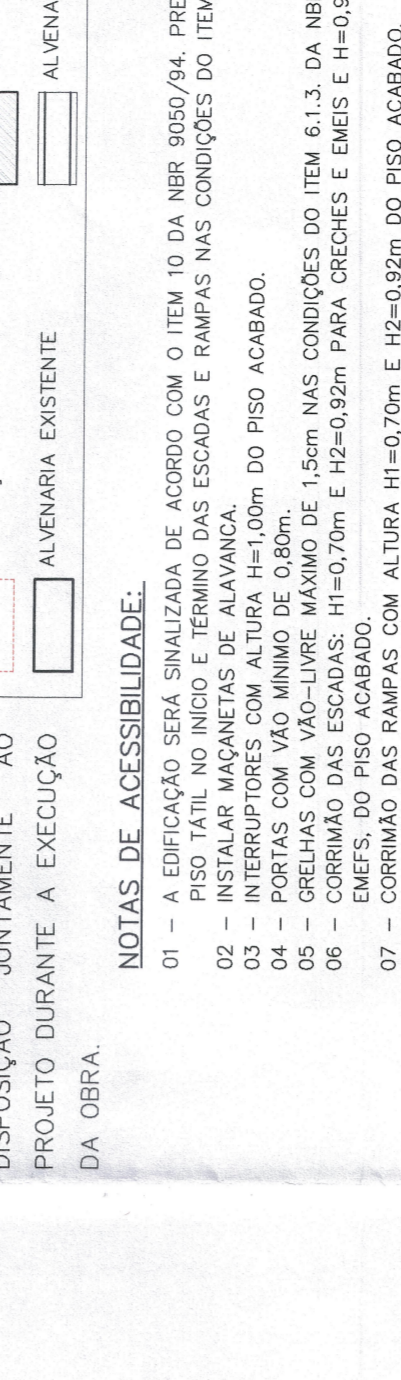 DISPOSIÇÃO JUNTAMENTE AO
PROJETO DURANTE A EXECUÇÃO
DA OBRA.
ALVENARIA EXISTENTE
NOTAS DE ACESSIBILIDADE:
01 - A EDIFICAÇÃO SERÁ SINALIZADA DE ACORDO COM O ITEM 10 DA NBR 9050/94. PRE
PISO TÁTIL NO INÍCIO E TÉRMINO DAS ESCADAS E RAMPAS NAS CONDIÇÕES DO ITEM
02 - INSTALAR MAÇANETAS DE ALAVANCA.
03 - INTERRUPTORES COM ALTURA H=1,00m DO PISO ACABADO.
04 - PORTAS COM VÃO MÍNIMO DE 0,80m.
05 - GRELHAS COM VÃO-LIVRE MÁXIMO DE 1,5cm NAS CONDIÇÕES DO ITEM 6.1.3. DA NB
06 - CORRIMÃO DAS ESCADAS: H1=0,70m E H2=0,92m PARA CRECHES E EMEIS E H=0,9
EMEFS, DO PISO ACABADO.
07 - CORRIMÃO DAS RAMPAS COM ALTURA H1=0,70m E H2=0,92m DO PISO ACABADO.